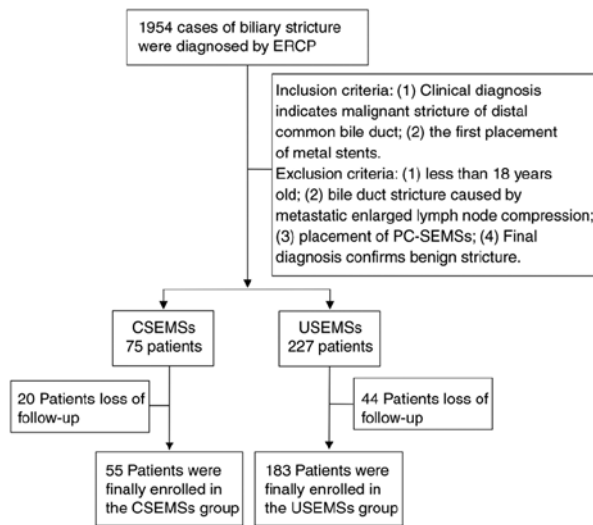 1954 cases of biliary stricture
were diagnosed by ERCP
Inclusion criteria: (1) Clinical diagnosis
indicates malignant stricture of distal
common bile duct; (2) the first placement
of metal stents.
Exclusion criteria: (1) less than 18 years
old; (2) bile duct stricture caused by
metastatic enlarged lymph node compression;
(3) placement of PC-SEMSs; (4) Final
diagnosis confirms benign stricture.
CSEMSs
75 patients
USEMSs
227 patients
20 Patients loss of
follow-up
44 Patients loss of
follow-up
55 Patients were
finally enrolled in
the CSEMSs group
183 Patients were
finally enrolled in
the USEMSs group